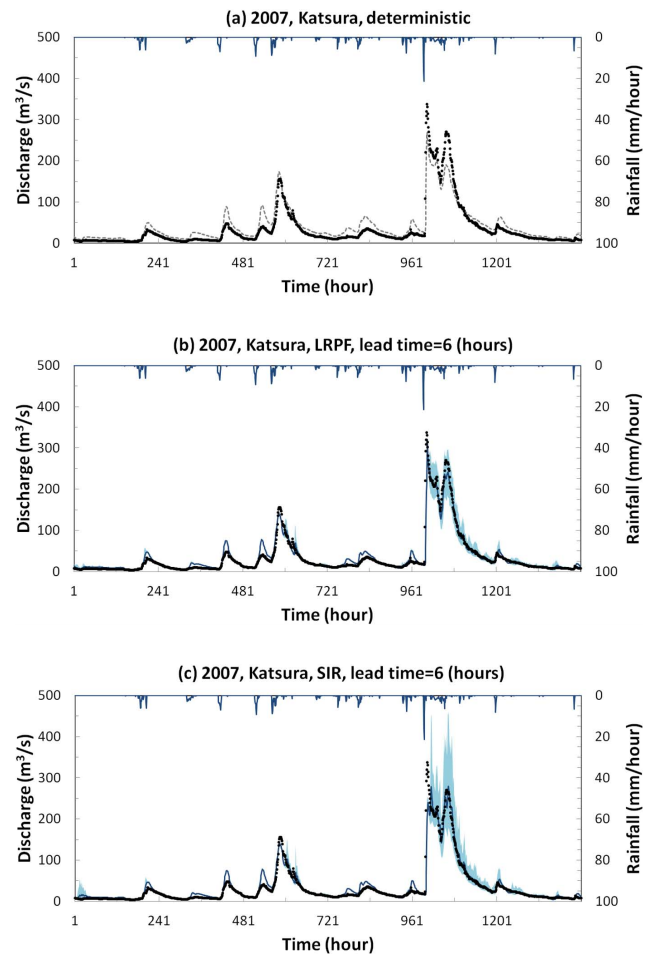 (a) 2007, Katsura, deterministic
500
400
300
200
100
0
Discharge (m³/s)
0
20
40
60
80
100
Rainfall (mm/hour)
1 241 481 721 961 1201
Time (hour)
(b) 2007, Katsura, LRPF, lead time=6 (hours)
500
400
300
200
100
0
Discharge (m³/s)
0
20
40
60
80
100
Rainfall (mm/hour)
1 241 481 721 961 1201
Time (hour)
(c) 2007, Katsura, SIR, lead time=6 (hours)
500
400
300
200
100
0
Discharge (m³/s)
0
20
40
60
80
100
Rainfall (mm/hour)
1 241 481 721 961 1201
Time (hour)